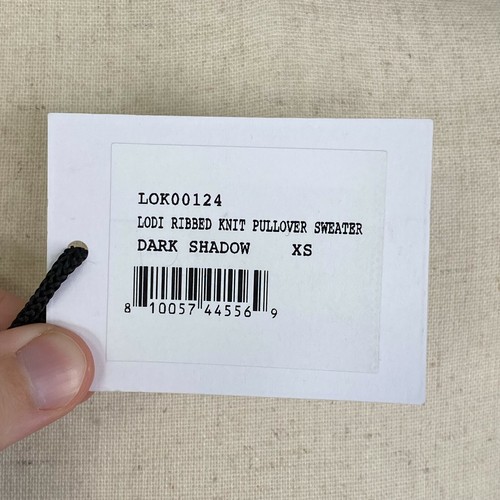 LOK00124
LODI RIBBED KNIT PULLOVER SWEATER
DARK SHADOW XS
8 10057 44556 9